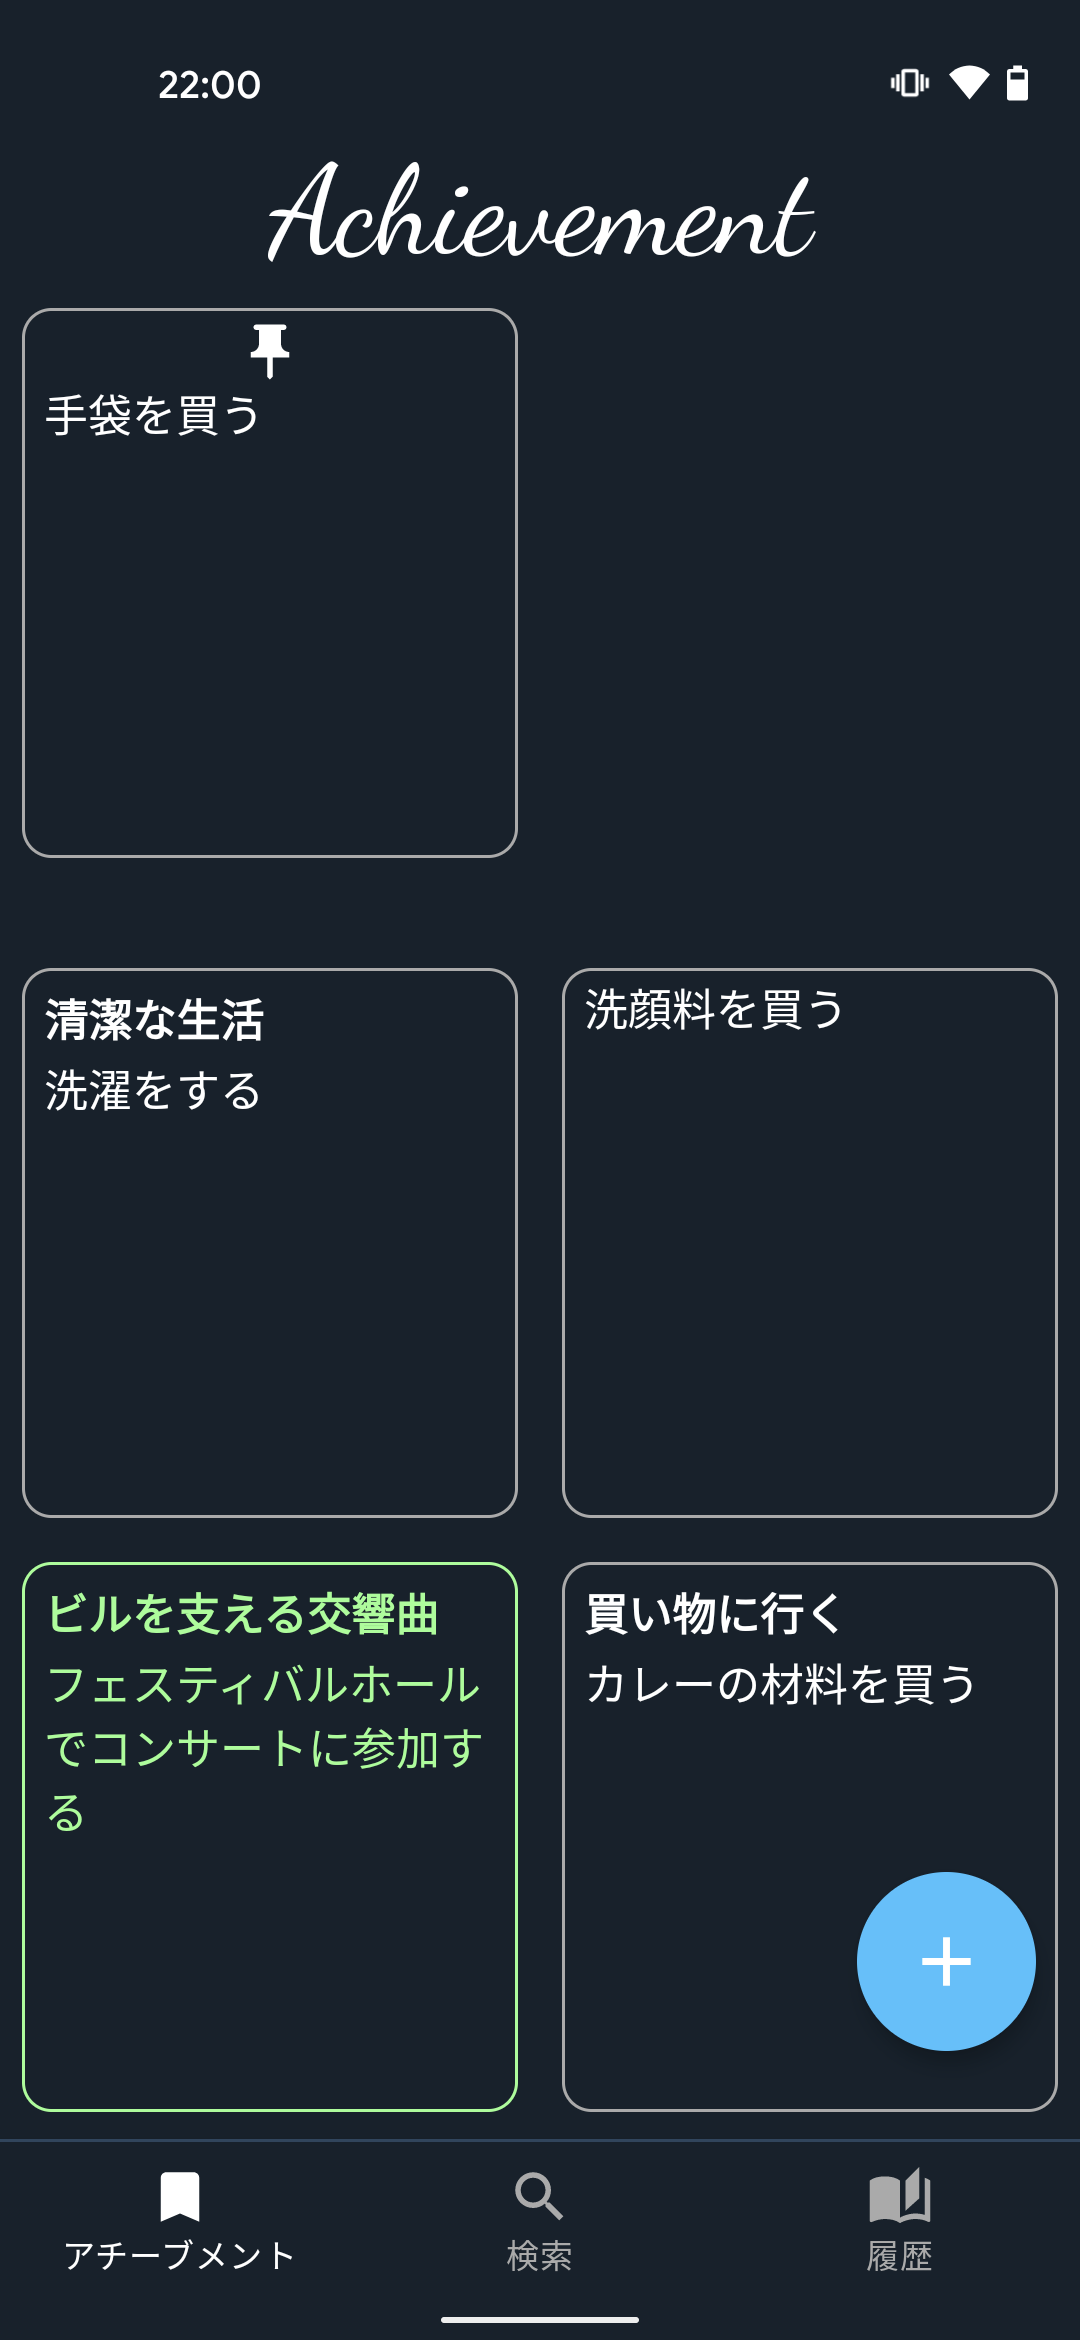 22:00
Achievement
手袋を買う
清潔な生活
洗濯をする
洗顔料を買う
ビルを支える交響曲
フェスティバルホール
でコンサートに参加す
る
買い物に行く
カレーの材料を買う
アチーブメント
検索
履歴